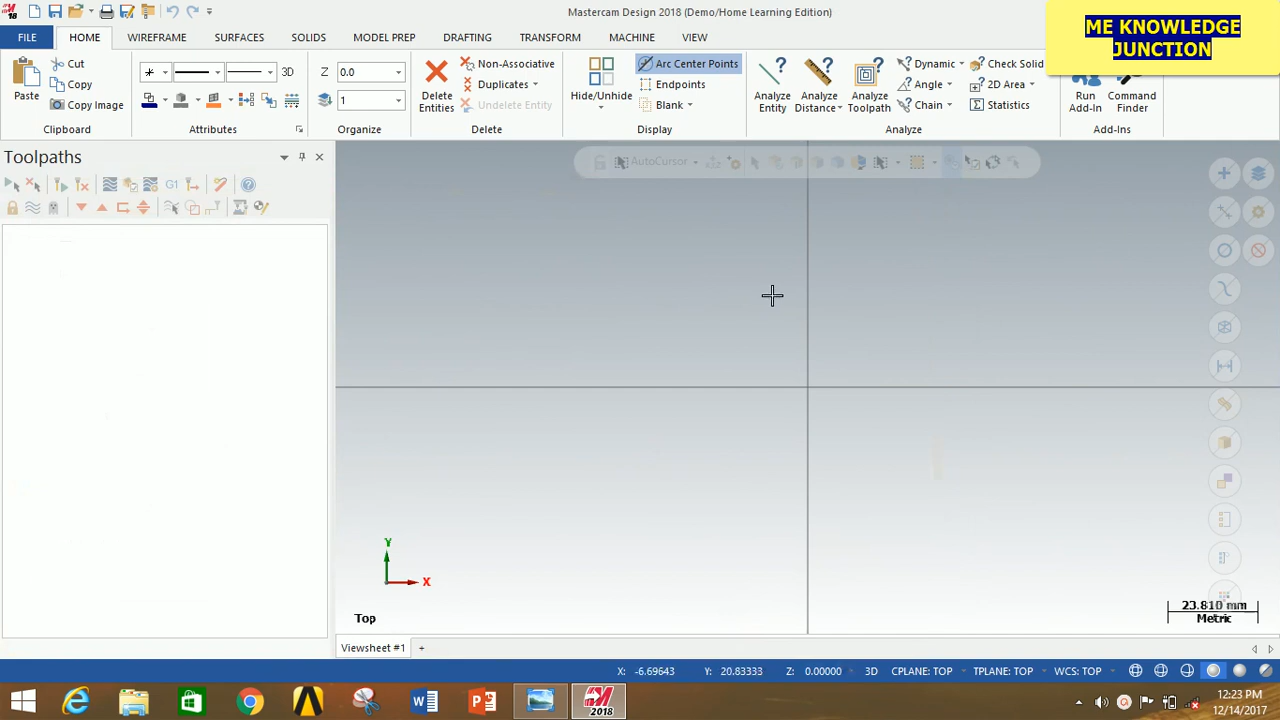 Mastercam Design 2018 (Demo/Home Learning Edition)
ME KNOWLEDGE
JUNCTION
FILE HOME WIREFRAME SURFACES SOLIDS MODEL PREP DRAFTING TRANSFORM MACHINE VIEW
Paste
Cut
Copy
Copy Image
Clipboard
3D
Attributes
Z 0.0
1
Organize
Delete
Entities
Non-Associative
Duplicates
Undelete Entity
Delete
Hide/Unhide
Arc Center Points
Endpoints
Blank
Display
Analyze
Entity
Analyze
Distance
Analyze
Toolpath
Dynamic
Angle
Chain
Check Solid
2D Area
Statistics
Analyze
Run
Add-In
Command
Finder
Add-Ins
Toolpaths
G1
AutoCursor
Y
X
Top
23.810 mm
Metric
Viewsheet #1 +
X: -6.69643 Y: 20.83333 Z: 0.00000 3D CPLANE: TOP TPLANE: TOP WCS: TOP
2018
12:23 PM
12/14/2017